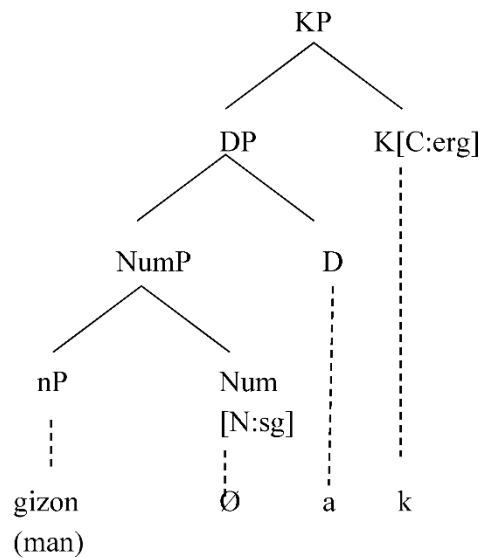 KP
DP K[C:erg]
NumP D
nP Num
[N:sg]
gizon Ø a k
(man)